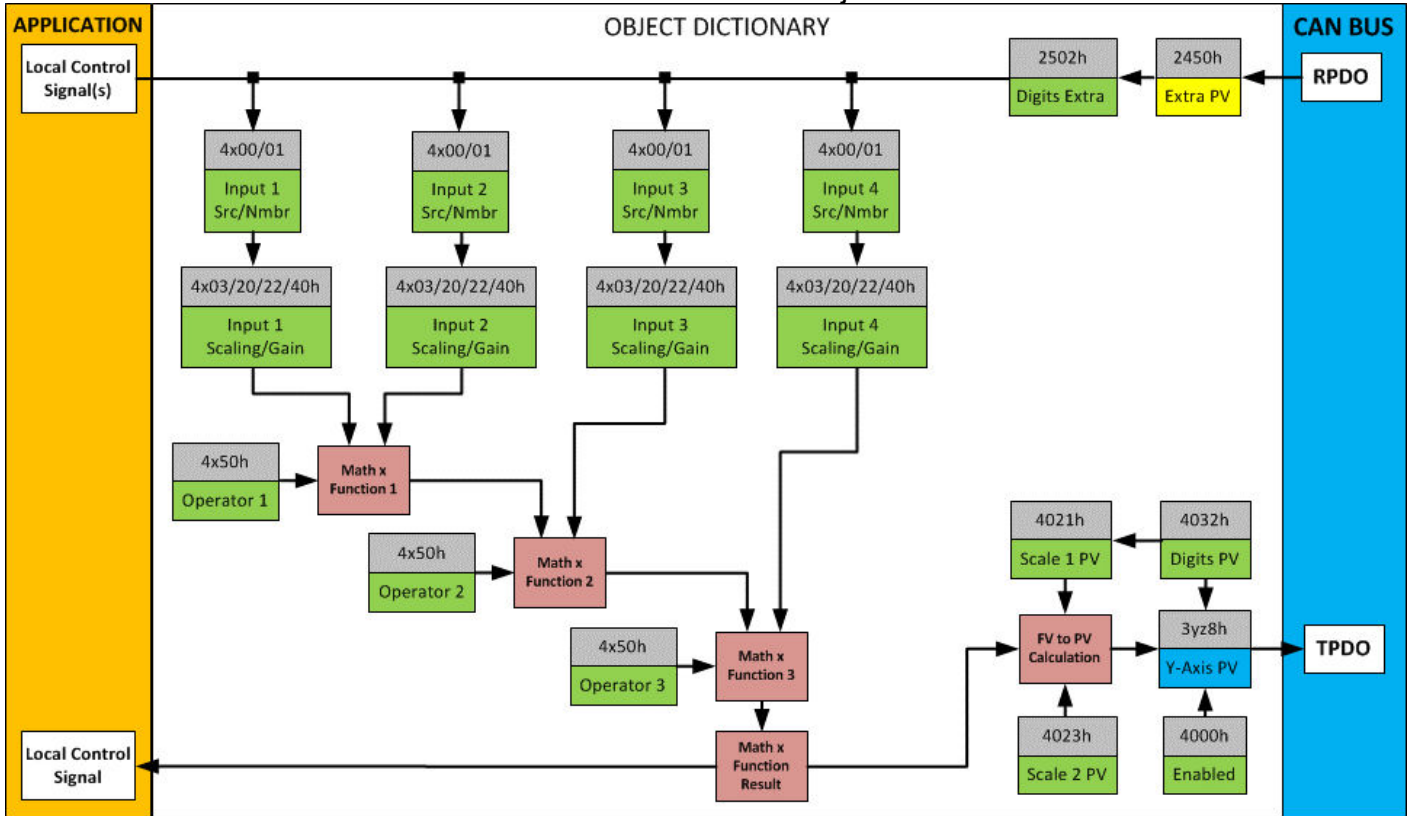 APPLICATION
OBJECT DICTIONARY
CAN BUS
Local Control
Signal(s)
2502h
Digits Extra
2450h
Extra PV
RPDO
4x00/01
Input 1
Src/Nmbr
4x00/01
Input 2
Src/Nmbr
4x00/01
Input 3
Src/Nmbr
4x00/01
Input 4
Src/Nmbr
4x03/20/22/40h
Input 1
Scaling/Gain
4x03/20/22/40h
Input 2
Scaling/Gain
4x03/20/22/40h
Input 3
Scaling/Gain
4x03/20/22/40h
Input 4
Scaling/Gain
4x50h
Operator 1
Math x
Function 1
4x50h
Operator 2
Math x
Function 2
4021h
Scale 1 PV
4032h
Digits PV
4x50h
Operator 3
Math x
Function 3
FV to PV
Calculation
3yz8h
Y-Axis PV
TPDO
Local Control
Signal
Math x
Function
Result
4023h
Scale 2 PV
4000h
Enabled